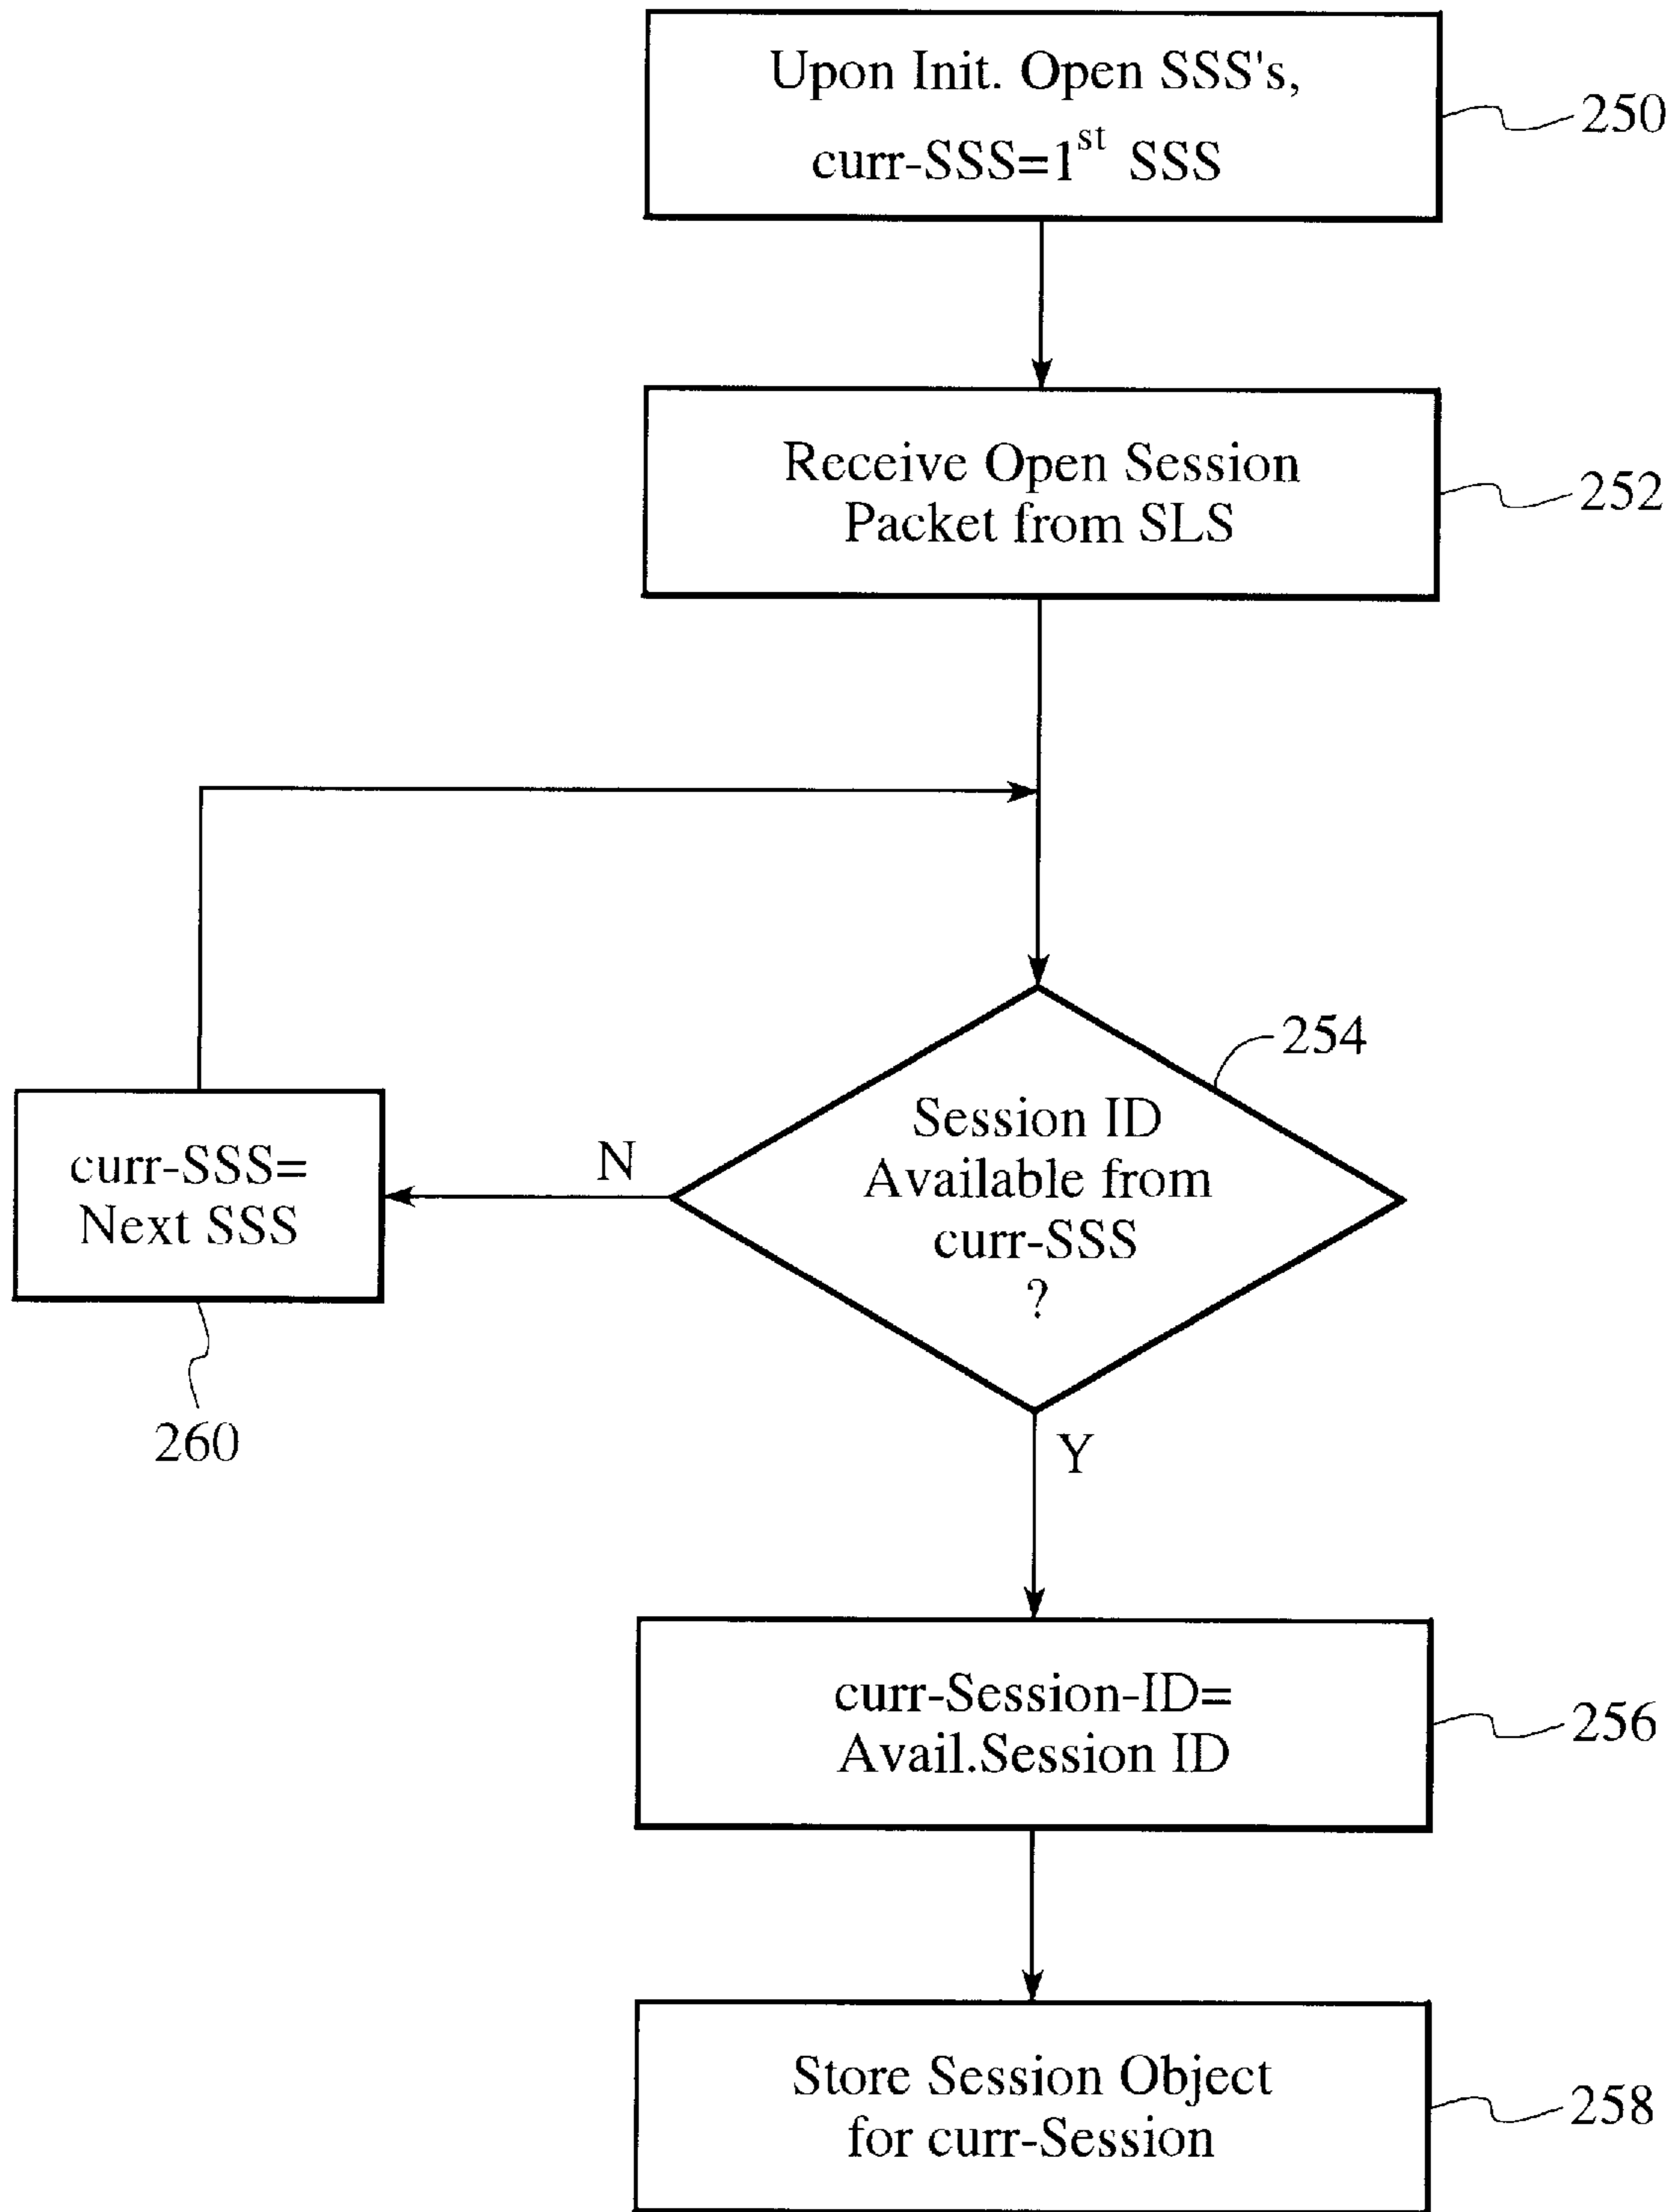 Upon Init. Open SSS's,
curr-SSS=1st SSS
250
Receive Open Session
Packet from SLS
252
254
Session ID
Available from
curr-SSS
?
N
curr-SSS=
Next SSS
260
Y
curr-Session-ID=
Avail.Session ID
256
Store Session Object
for curr-Session
258